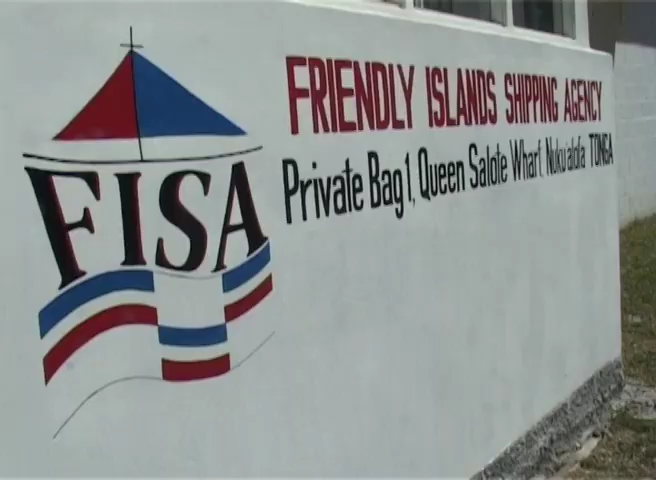 FISA
FRIENDLY ISLANDS SHIPPING AGENCY
Private Bag 1, Queen Salote Wharf, Nuku'alofa TONGA